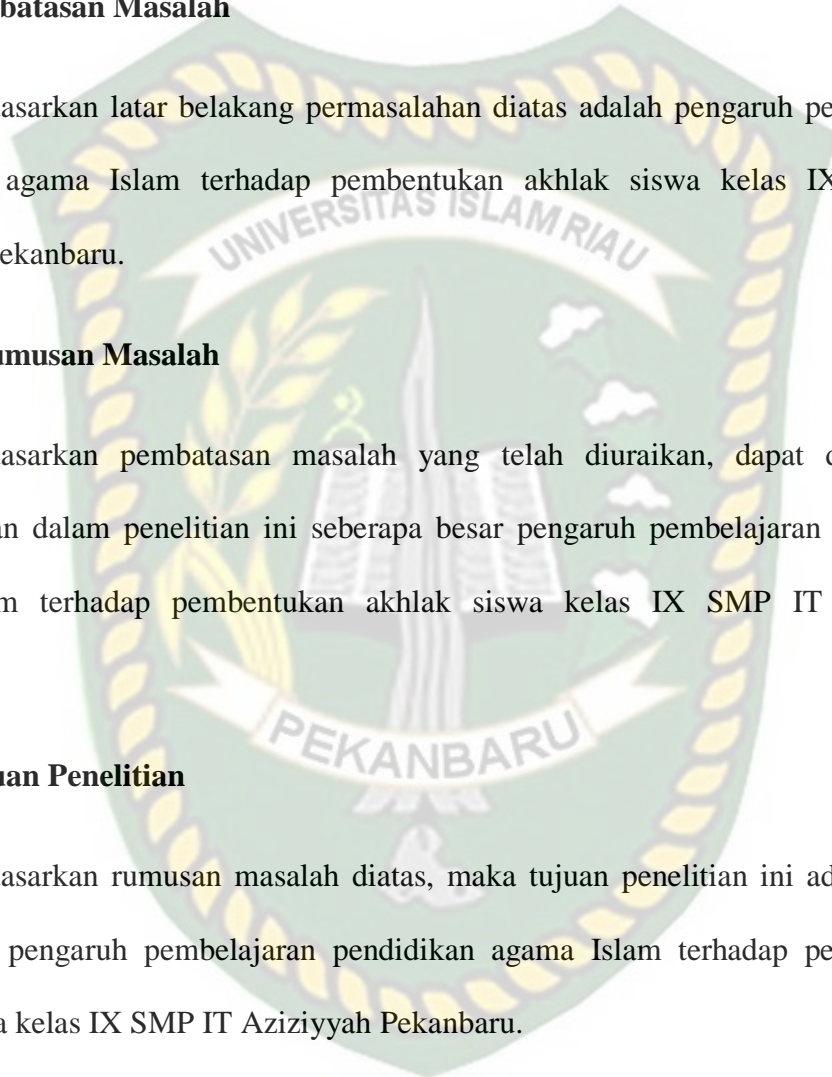 batasan Masalah
asarkan latar belakang permasalahan diatas adalah pengaruh pe
agama Islam terhadap pembentukan akhlak siswa kelas IX
ekanbaru.
UNIVERSITAS ISLAM RIAU
umusan Masalah
asarkan pembatasan masalah yang telah diuraikan, dapat d
n dalam penelitian ini seberapa besar pengaruh pembelajaran
m terhadap pembentukan akhlak siswa kelas IX SMP IT
PEKANBARU
uan Penelitian
asarkan rumusan masalah diatas, maka tujuan penelitian ini ad
pengaruh pembelajaran pendidikan agama Islam terhadap pe
a kelas IX SMP IT Aziziyyah Pekanbaru.